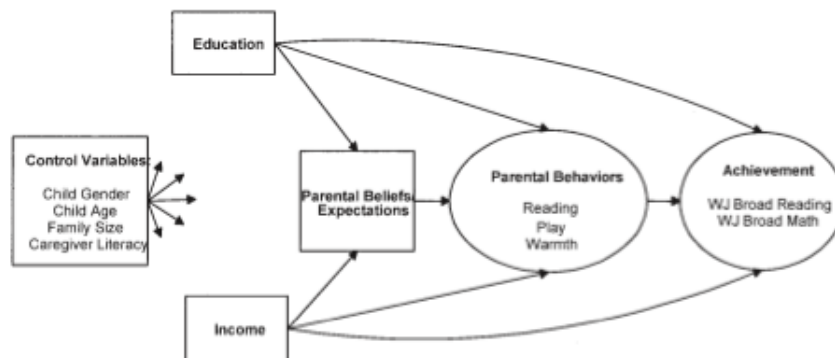 Education
Control Variables:
Child Gender
Child Age
Family Size
Caregiver Literacy
Parental Beliefs/
Expectations
Parental Behaviors
Reading
Play
Warmth
Achievement
WJ Broad Reading
WJ Broad Math
Income